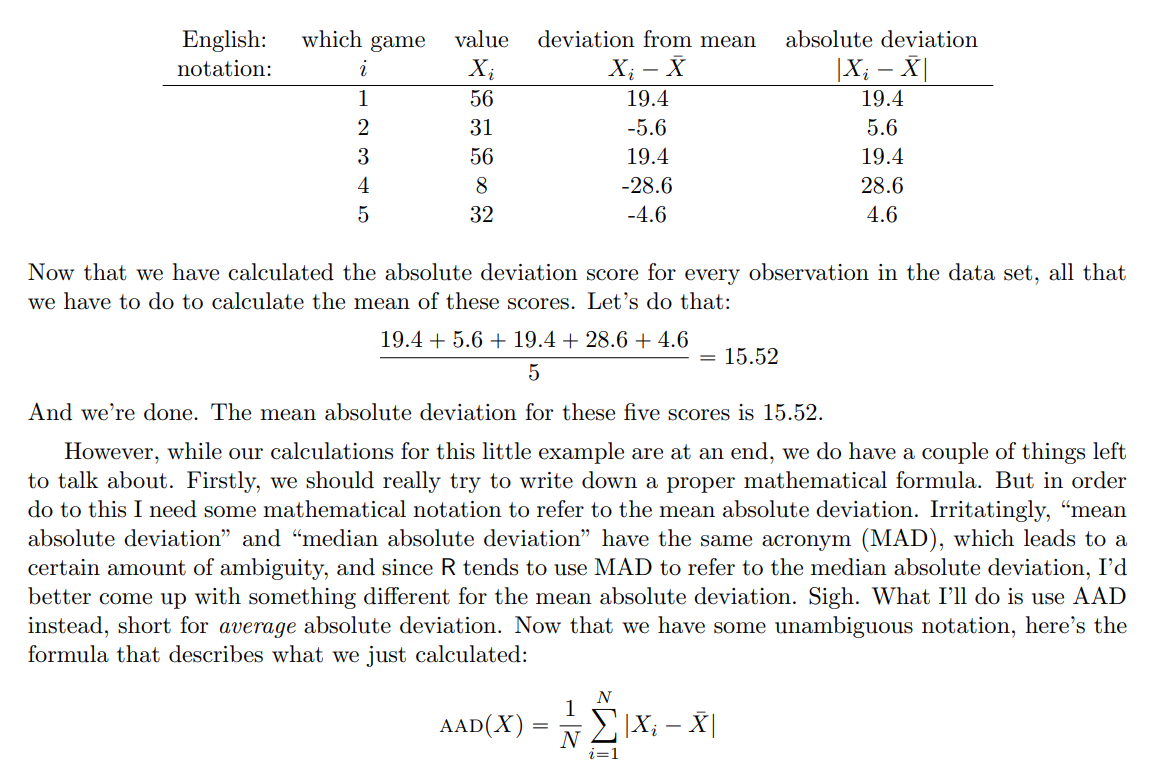 English: which game value deviation from mean absolute deviation
notation: i X_i X_i − X̄ |X_i − X̄|
1 56 19.4 19.4
2 31 -5.6 5.6
3 56 19.4 19.4
4 8 -28.6 28.6
5 32 -4.6 4.6
Now that we have calculated the absolute deviation score for every observation in the data set, all that
we have to do to calculate the mean of these scores. Let's do that:
19.4 + 5.6 + 19.4 + 28.6 + 4.6
5
= 15.52
And we're done. The mean absolute deviation for these five scores is 15.52.
However, while our calculations for this little example are at an end, we do have a couple of things left
to talk about. Firstly, we should really try to write down a proper mathematical formula. But in order
do to this I need some mathematical notation to refer to the mean absolute deviation. Irritatingly, “mean
absolute deviation” and “median absolute deviation” have the same acronym (MAD), which leads to a
certain amount of ambiguity, and since R tends to use MAD to refer to the median absolute deviation, I'd
better come up with something different for the mean absolute deviation. Sigh. What I'll do is use AAD
instead, short for average absolute deviation. Now that we have some unambiguous notation, here's the
formula that describes what we just calculated:
AAD(X) = 1/N ∑_{i=1}^{N} |X_i − X̄|